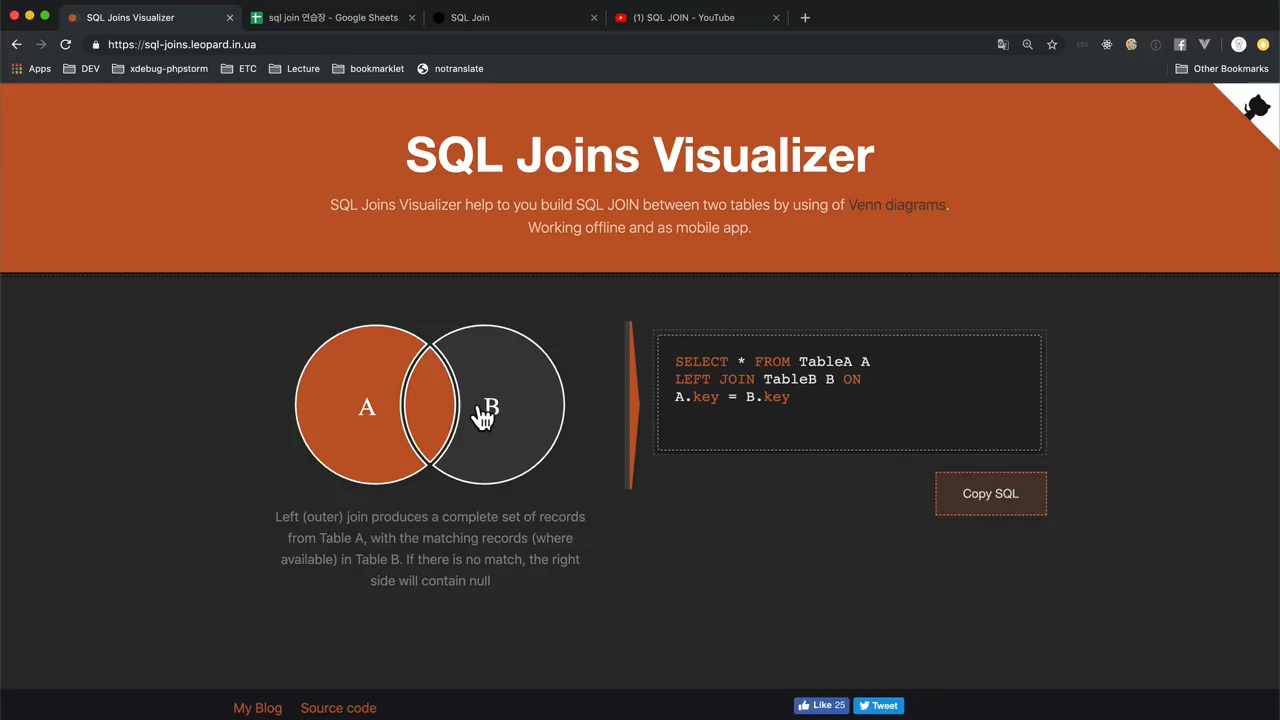 SQL Joins Visualizer
sql join 연습장 - Google Sheets
SQL Join
(1) SQL JOIN - YouTube
https://sql-joins.leopard.in.ua
Apps
DEV
xdebug-phpstorm
ETC
Lecture
bookmarklet
notranslate
Other Bookmarks
SQL Joins Visualizer
SQL Joins Visualizer help to you build SQL JOIN between two tables by using of Venn diagrams.
Working offline and as mobile app.
A
B
SELECT * FROM TableA A
LEFT JOIN TableB B ON
A.key = B.key
Copy SQL
Left (outer) join produces a complete set of records
from Table A, with the matching records (where
available) in Table B. If there is no match, the right
side will contain null
My Blog
Source code
Like 25
Tweet